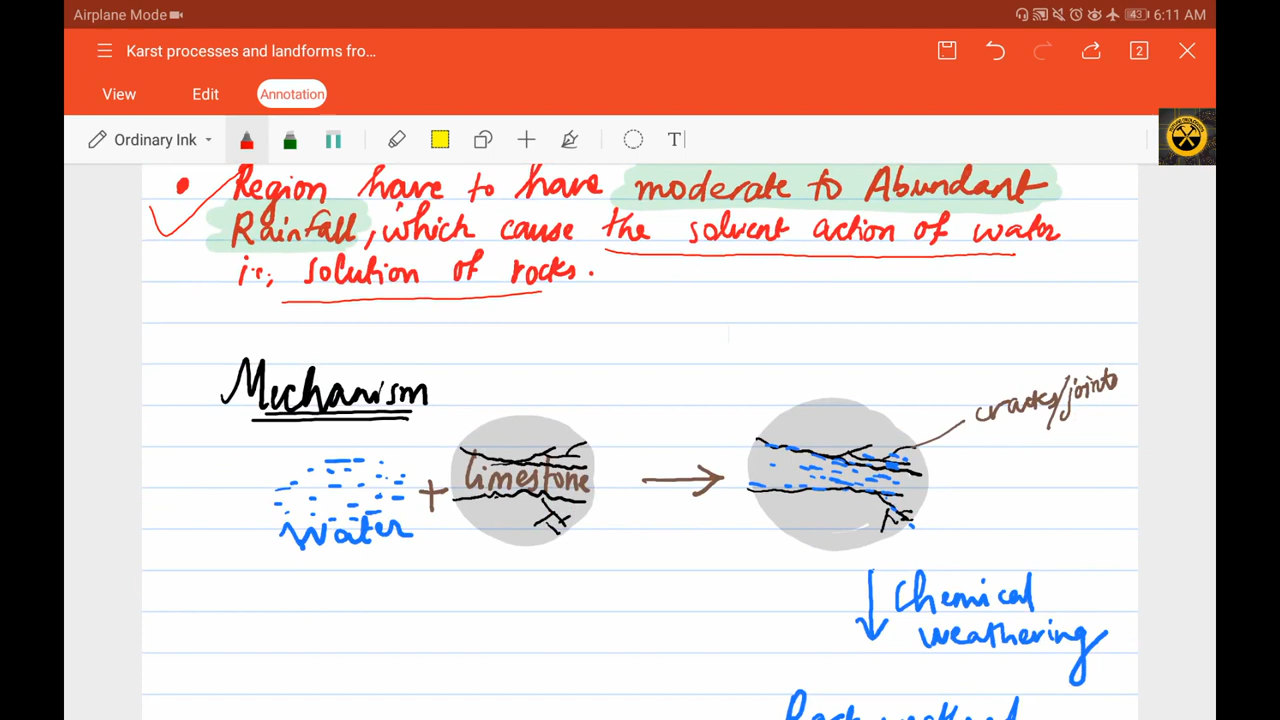 Airplane Mode
43 6:11 AM
Karst processes and landforms fro...
2
View Edit Annotation
Ordinary Ink T
Region have to have moderate to Abundant
Rainfall, which cause the solvent action of water
i.e., solution of rocks.
Mechanism
cracks/joints
water + limestone
Chemical
weathering